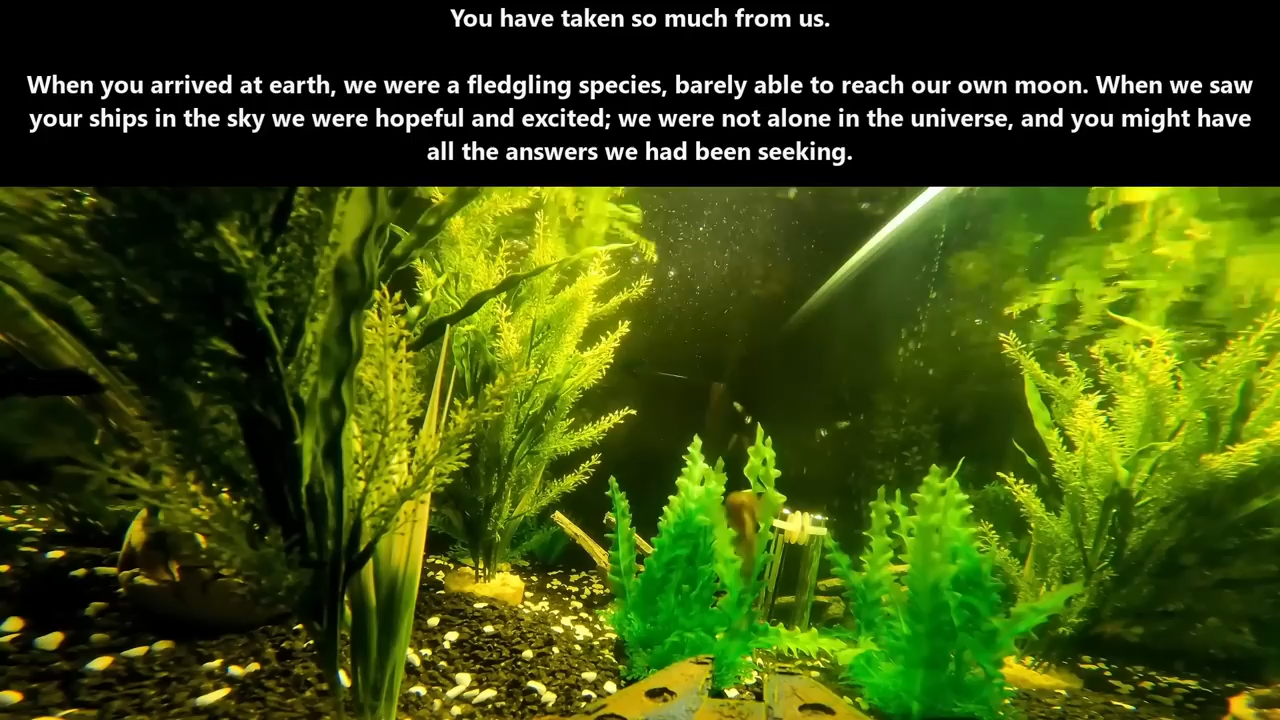 You have taken so much from us.
When you arrived at earth, we were a fledgling species, barely able to reach our own moon. When we saw
your ships in the sky we were hopeful and excited; we were not alone in the universe, and you might have
all the answers we had been seeking.